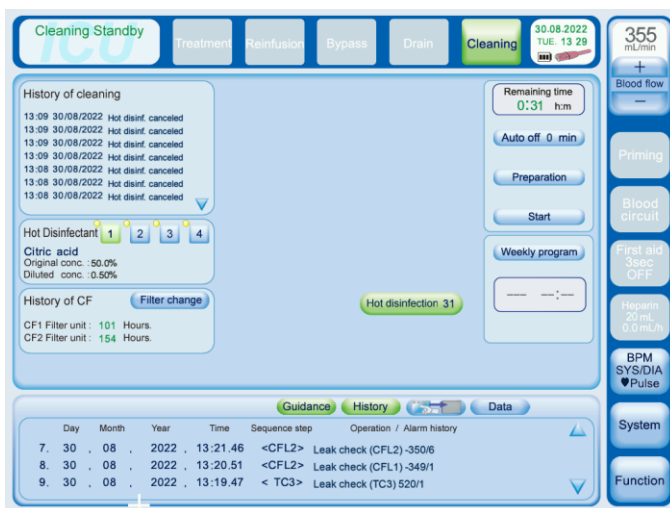 Cleaning Standby
ICU
Treatment
Reinfusion
Bypass
Drain
Cleaning
30.08.2022
TUE. 13 29
355
mL/min
+
Blood flow
−
History of cleaning
13:09 30/08/2022 Hot disinf. canceled
13:09 30/08/2022 Hot disinf. canceled
13:09 30/08/2022 Hot disinf. canceled
13:09 30/08/2022 Hot disinf. canceled
13:08 30/08/2022 Hot disinf. canceled
13:08 30/08/2022 Hot disinf. canceled
13:08 30/08/2022 Hot disinf. canceled
Remaining time
0:31 h:m
Auto off 0 min
Preparation
Start
Weekly program
--- --:--
Hot Disinfectant 1 2 3 4
Citric acid
Original conc. : 50.0%
Diluted conc. : 0.50%
History of CF
Filter change
CF1 Filter unit : 101 Hours.
CF2 Filter unit : 154 Hours.
Hot disinfection 31
Priming
Blood
circuit
First aid
3sec
OFF
Heparin
20 mL
0.0 mL/h
BPM
SYS/DIA
♥Pulse
System
Function
Guidance
History
Data
Day Month Year Time Sequence step Operation / Alarm history
7. 30 . 08 . 2022 . 13:21.46 <CFL2> Leak check (CFL2) -350/6
8. 30 . 08 . 2022 . 13:20.51 <CFL2> Leak check (CFL1) -349/1
9. 30 . 08 . 2022 . 13:19.47 < TC3> Leak check (TC3) 520/1